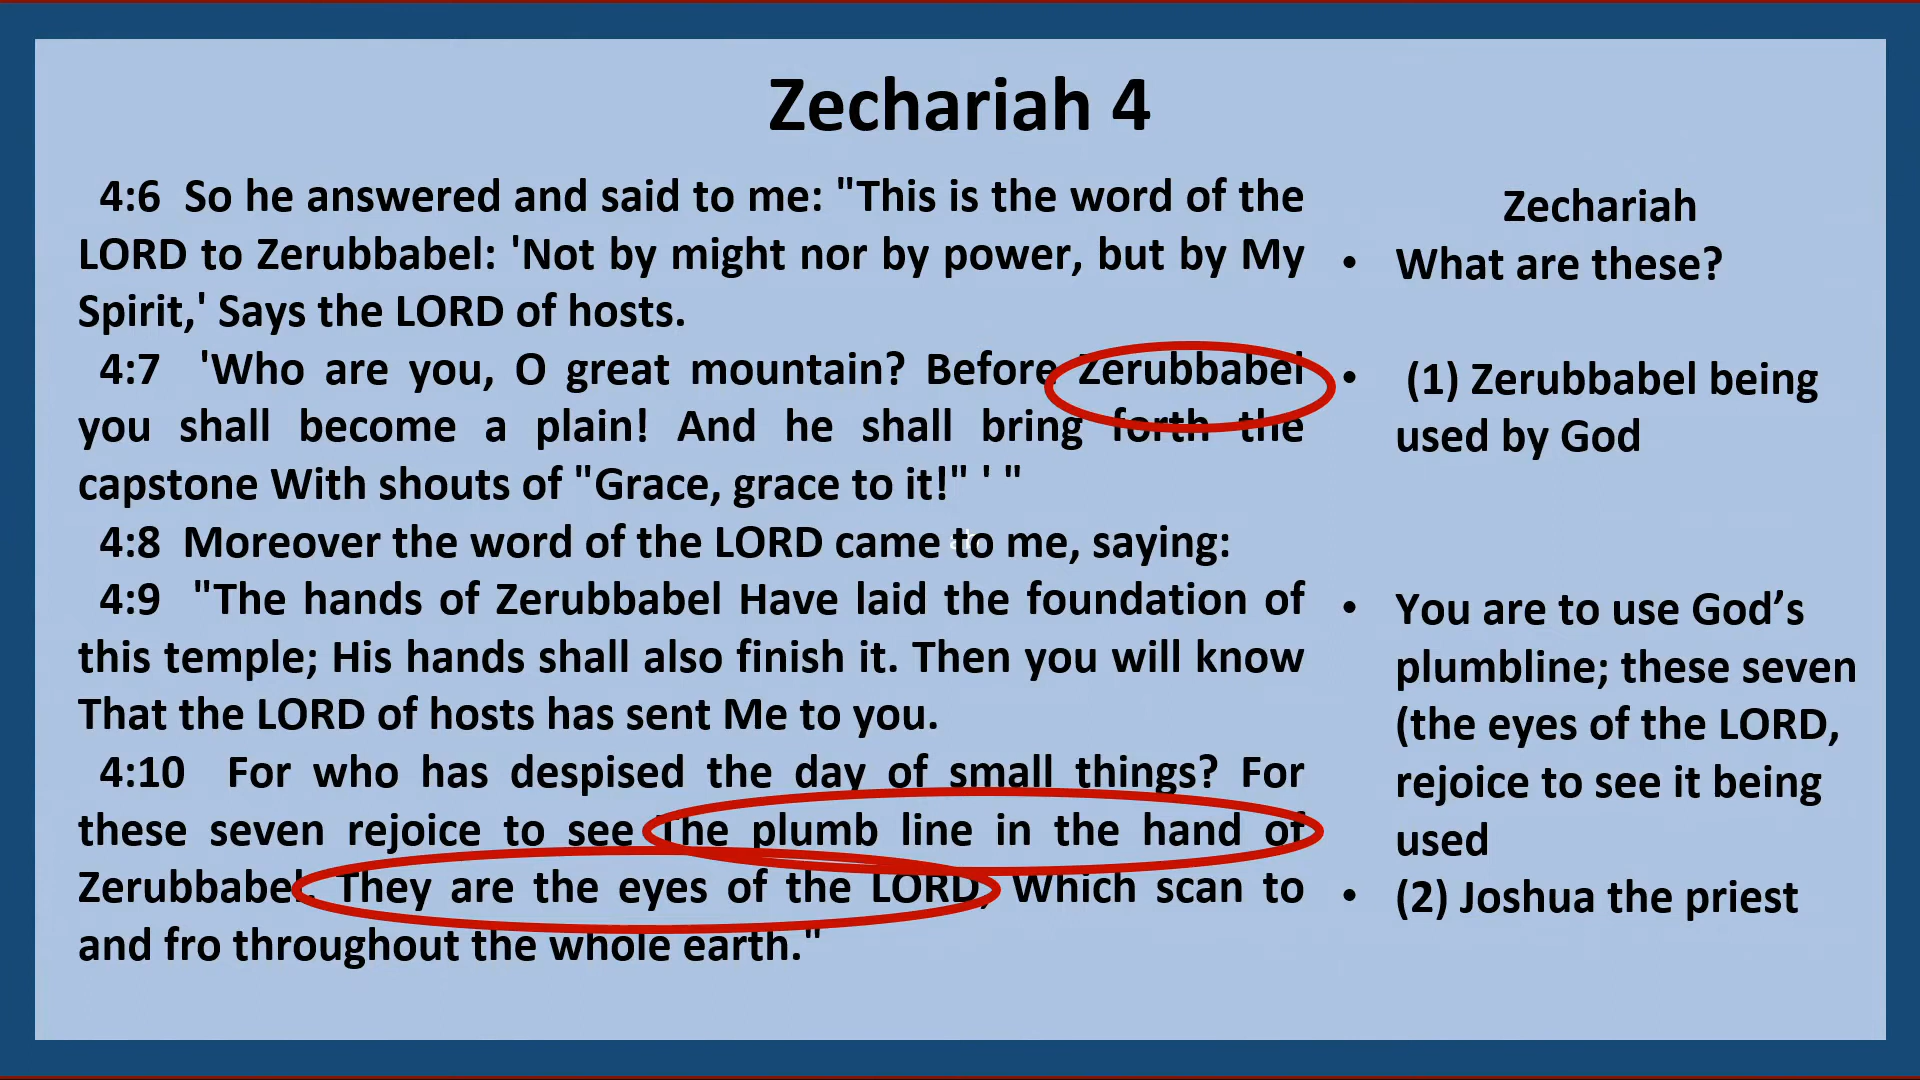 Zechariah 4
4:6 So he answered and said to me: "This is the word of the
LORD to Zerubbabel: 'Not by might nor by power, but by My
Spirit,' Says the LORD of hosts.
4:7 'Who are you, O great mountain? Before Zerubbabel
you shall become a plain! And he shall bring forth the
capstone With shouts of "Grace, grace to it!" ' "
4:8 Moreover the word of the LORD came to me, saying:
4:9 "The hands of Zerubbabel Have laid the foundation of
this temple; His hands shall also finish it. Then you will know
That the LORD of hosts has sent Me to you.
4:10 For who has despised the day of small things? For
these seven rejoice to see The plumb line in the hand of
Zerubbabel. They are the eyes of the LORD, Which scan to
and fro throughout the whole earth."
Zechariah
• What are these?
• (1) Zerubbabel being
used by God
• You are to use God’s
plumbline; these seven
(the eyes of the LORD,
rejoice to see it being
used
• (2) Joshua the priest